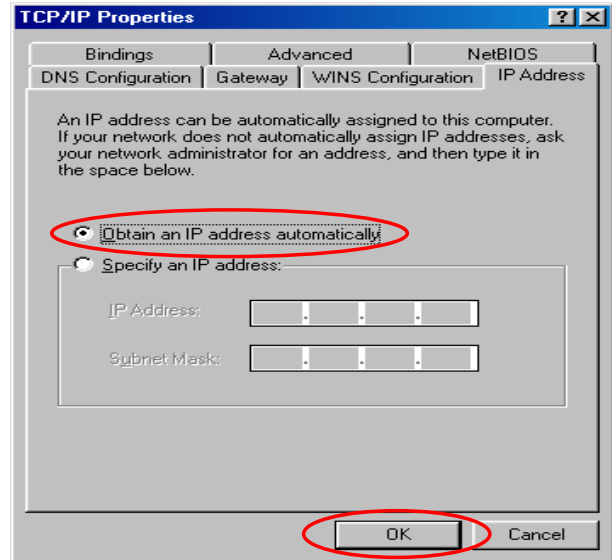 TCP/IP Properties
? X
Bindings Advanced NetBIOS
DNS Configuration Gateway WINS Configuration IP Address
An IP address can be automatically assigned to this computer.
If your network does not automatically assign IP addresses, ask
your network administrator for an address, and then type it in
the space below.
Obtain an IP address automatically
Specify an IP address:
IP Address:
. . .
Subnet Mask:
. . .
OK Cancel